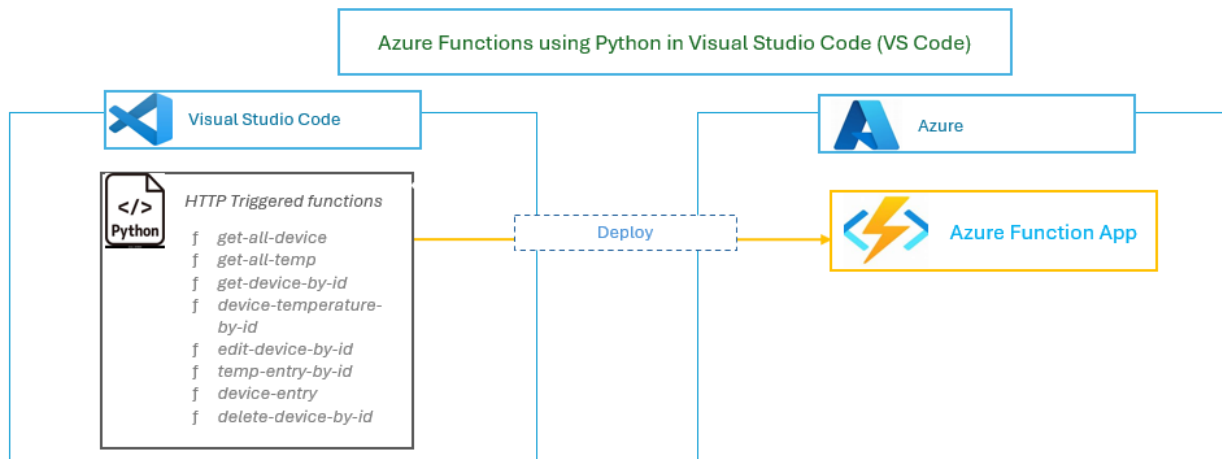 Azure Functions using Python in Visual Studio Code (VS Code)
Visual Studio Code
Azure
</>
Python
HTTP Triggered functions
ƒ get-all-device
ƒ get-all-temp
ƒ get-device-by-id
ƒ device-temperature-
by-id
ƒ edit-device-by-id
ƒ temp-entry-by-id
ƒ device-entry
ƒ delete-device-by-id
Deploy
Azure Function App